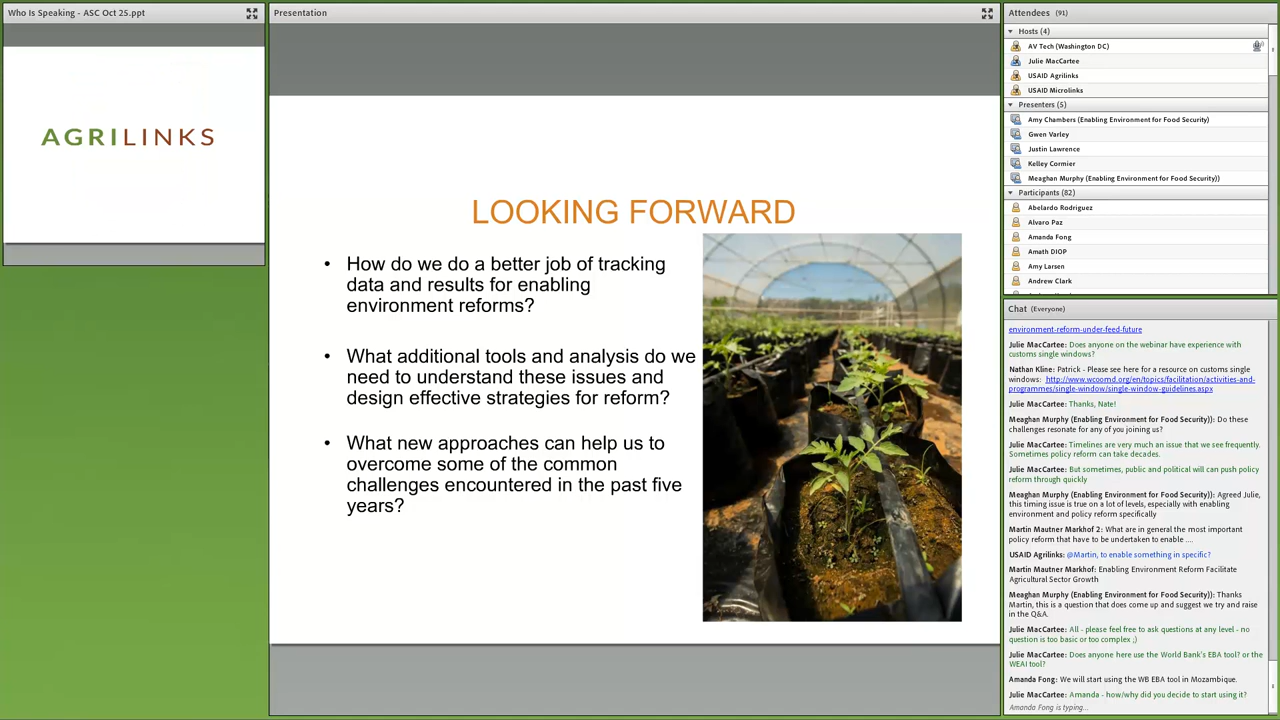 Who Is Speaking - ASC Oct 25.ppt
AGRILINKS
Presentation
LOOKING FORWARD
• How do we do a better job of tracking
data and results for enabling
environment reforms?
• What additional tools and analysis do we
need to understand these issues and
design effective strategies for reform?
• What new approaches can help us to
overcome some of the common
challenges encountered in the past five
years?
Attendees (91)
Hosts (4)
AV Tech (Washington DC)
Julie MacCartee
USAID Agrilinks
USAID Microlinks
Presenters (5)
Amy Chambers (Enabling Environment for Food Security)
Gwen Varley
Justin Lawrence
Kelley Cormier
Meaghan Murphy (Enabling Environment for Food Security))
Participants (82)
Abelardo Rodriguez
Alvaro Paz
Amanda Fong
Amath DIOP
Amy Larsen
Andrew Clark
Chat (Everyone)
environment-reform-under-feed-future
Julie MacCartee: Does anyone on the webinar have experience with
customs single windows?
Nathan Kline: Patrick - Please see here for a resource on customs single
windows: http://www.wcoomd.org/en/topics/facilitation/activities-and-
programmes/single-window/single-window-guidelines.aspx
Julie MacCartee: Thanks, Nate!
Meaghan Murphy (Enabling Environment for Food Security)): Do these
challenges resonate for any of you joining us?
Julie MacCartee: Timelines are very much an issue that we see frequently.
Sometimes policy reform can take decades.
Julie MacCartee: But sometimes, public and political will can push policy
reform through quickly
Meaghan Murphy (Enabling Environment for Food Security)): Agreed Julie,
this timing issue is true on a lot of levels, especially with enabling
environment and policy reform specifically
Martin Mautner Markhof 2: What are in general the most important
policy reform that have to be undertaken to enable ....
USAID Agrilinks: @Martin, to enable something in specific?
Martin Mautner Markhof: Enabling Environment Reform Facilitate
Agricultural Sector Growth
Meaghan Murphy (Enabling Environment for Food Security)): Thanks
Martin, this is a question that does come up and suggest we try and raise
in the Q&A.
Julie MacCartee: All - please feel free to ask questions at any level - no
question is too basic or too complex ;)
Julie MacCartee: Does anyone here use the World Bank's EBA tool? or the
WEAI tool?
Amanda Fong: We will start using the WB EBA tool in Mozambique.
Julie MacCartee: Amanda - how/why did you decide to start using it?
Amanda Fong is typing...